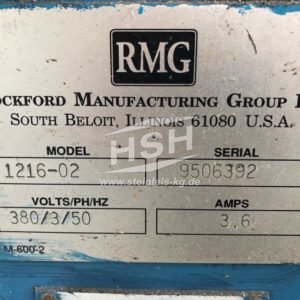 RMG
OCKFORD MANUFACTURING GROUP I
SOUTH BELOIT, ILLINOIS 61080 U.S.A.
MODEL SERIAL
1216-02 9506392
HSH
www.steinfels-kg.de
VOLTS/PH/HZ AMPS
380/3/50 3.6
M-600-2